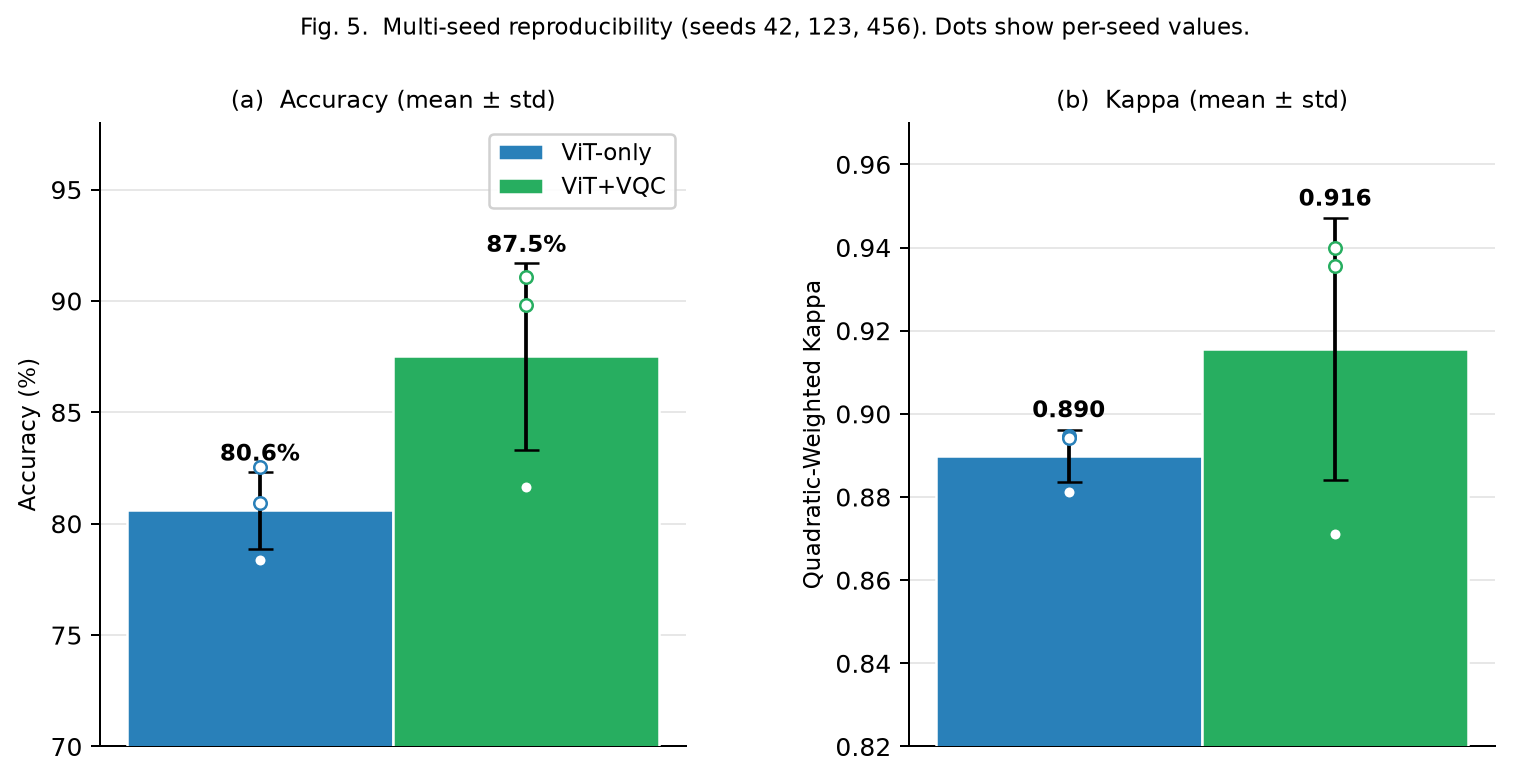 Fig. 5.  Multi-seed reproducibility (seeds 42, 123, 456). Dots show per-seed values.
(a)  Accuracy (mean ± std)
Accuracy (%)
95
90
85
80
75
70
ViT-only
ViT+VQC
80.6%
87.5%
(b)  Kappa (mean ± std)
Quadratic-Weighted Kappa
0.96
0.94
0.92
0.90
0.88
0.86
0.84
0.82
0.890
0.916